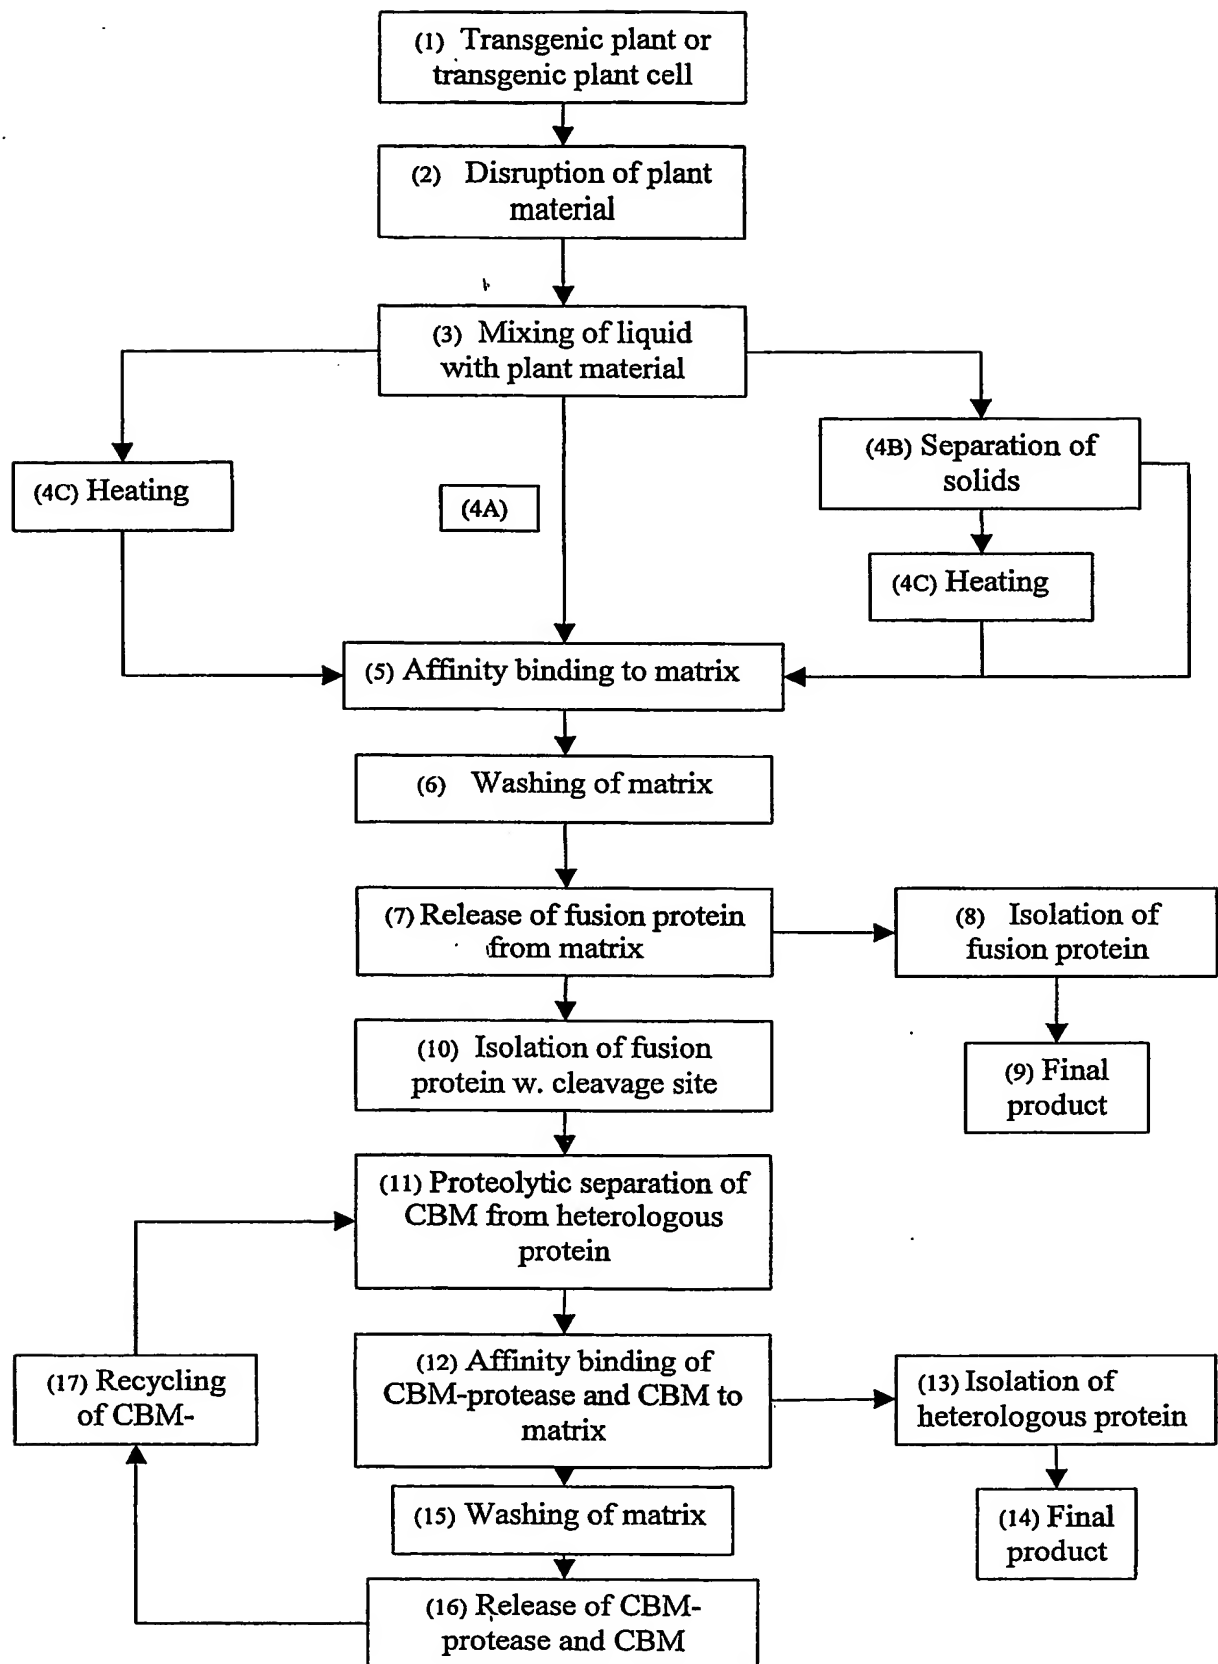 (1) Transgenic plant or
transgenic plant cell
(2) Disruption of plant
material
(3) Mixing of liquid
with plant material
(4B) Separation of
solids
(4C) Heating
(4A)
(4C) Heating
(5) Affinity binding to matrix
(6) Washing of matrix
(7) Release of fusion protein
from matrix
(8) Isolation of
fusion protein
(10) Isolation of fusion
protein w. cleavage site
(9) Final
product
(11) Proteolytic separation of
CBM from heterologous
protein
(12) Affinity binding of
CBM-protease and CBM to
matrix
(17) Recycling
of CBM-
(13) Isolation of
heterologous protein
(15) Washing of matrix
(14) Final
product
(16) Release of CBM-
protease and CBM